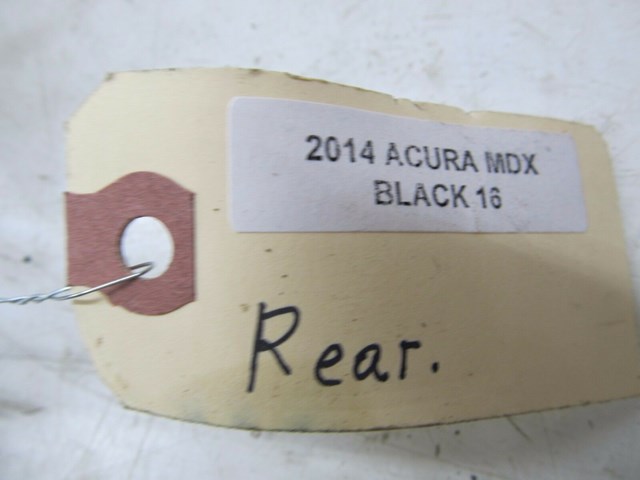 2014 ACURA MDX
BLACK 16
Rear.